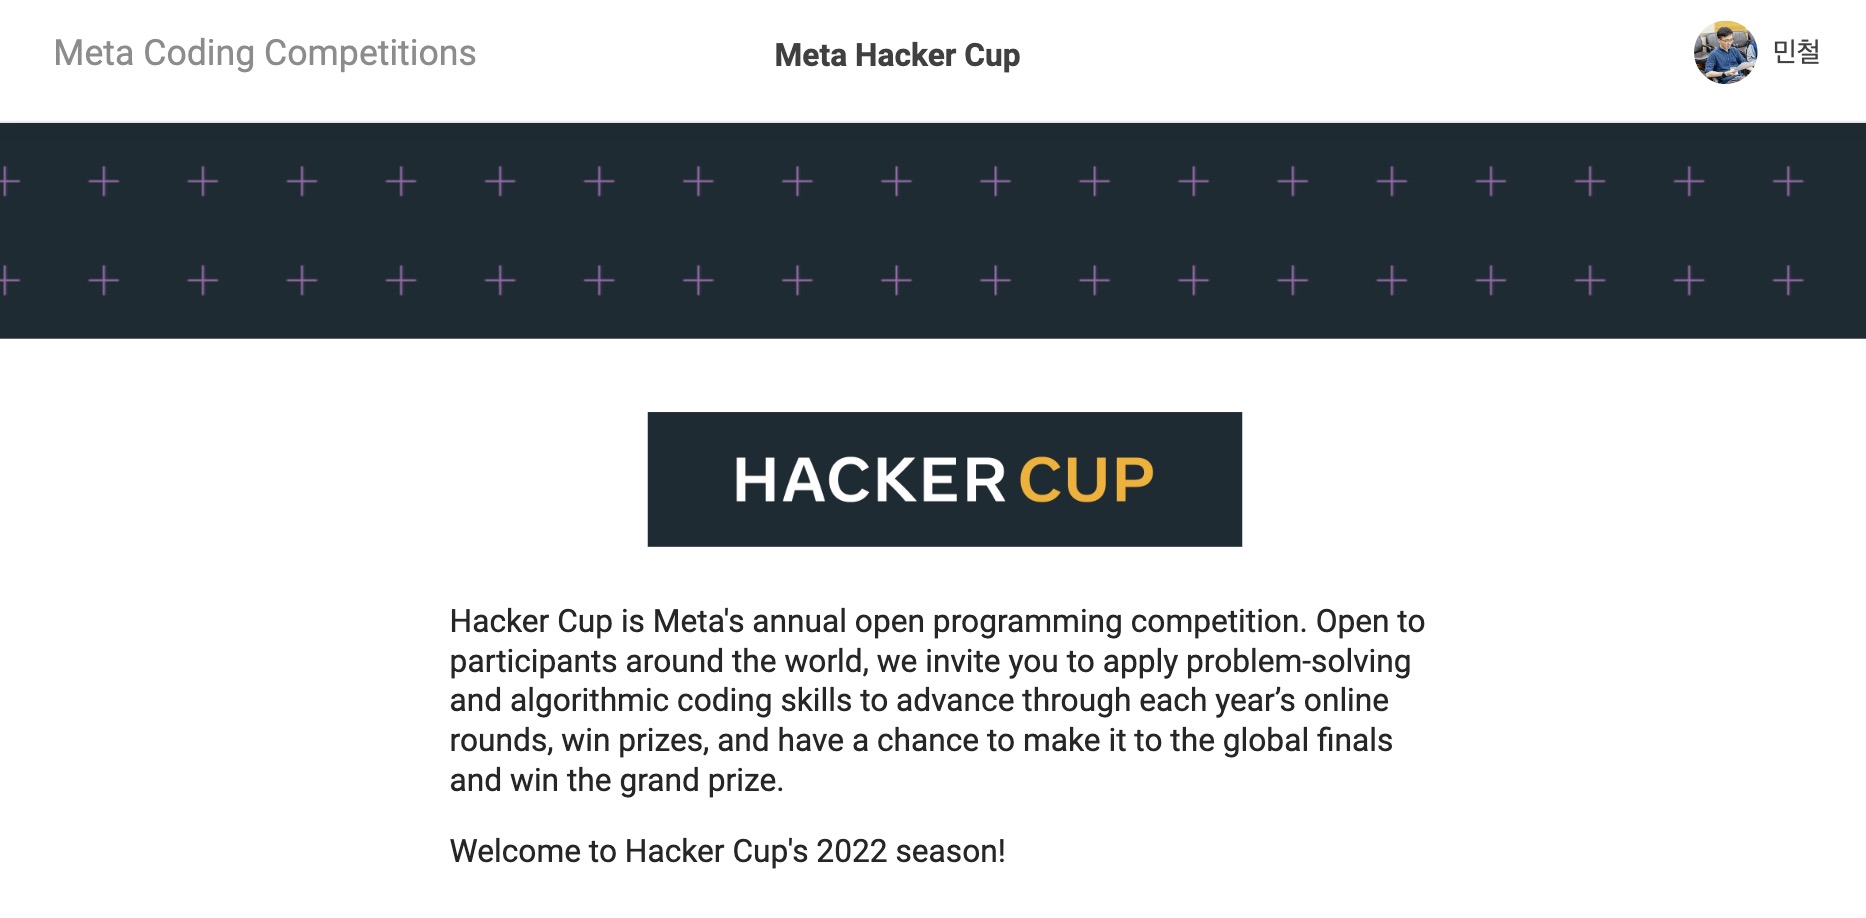 Meta Coding Competitions
Meta Hacker Cup
민철
HACKER CUP
Hacker Cup is Meta's annual open programming competition. Open to
participants around the world, we invite you to apply problem-solving
and algorithmic coding skills to advance through each year’s online
rounds, win prizes, and have a chance to make it to the global finals
and win the grand prize.
Welcome to Hacker Cup's 2022 season!